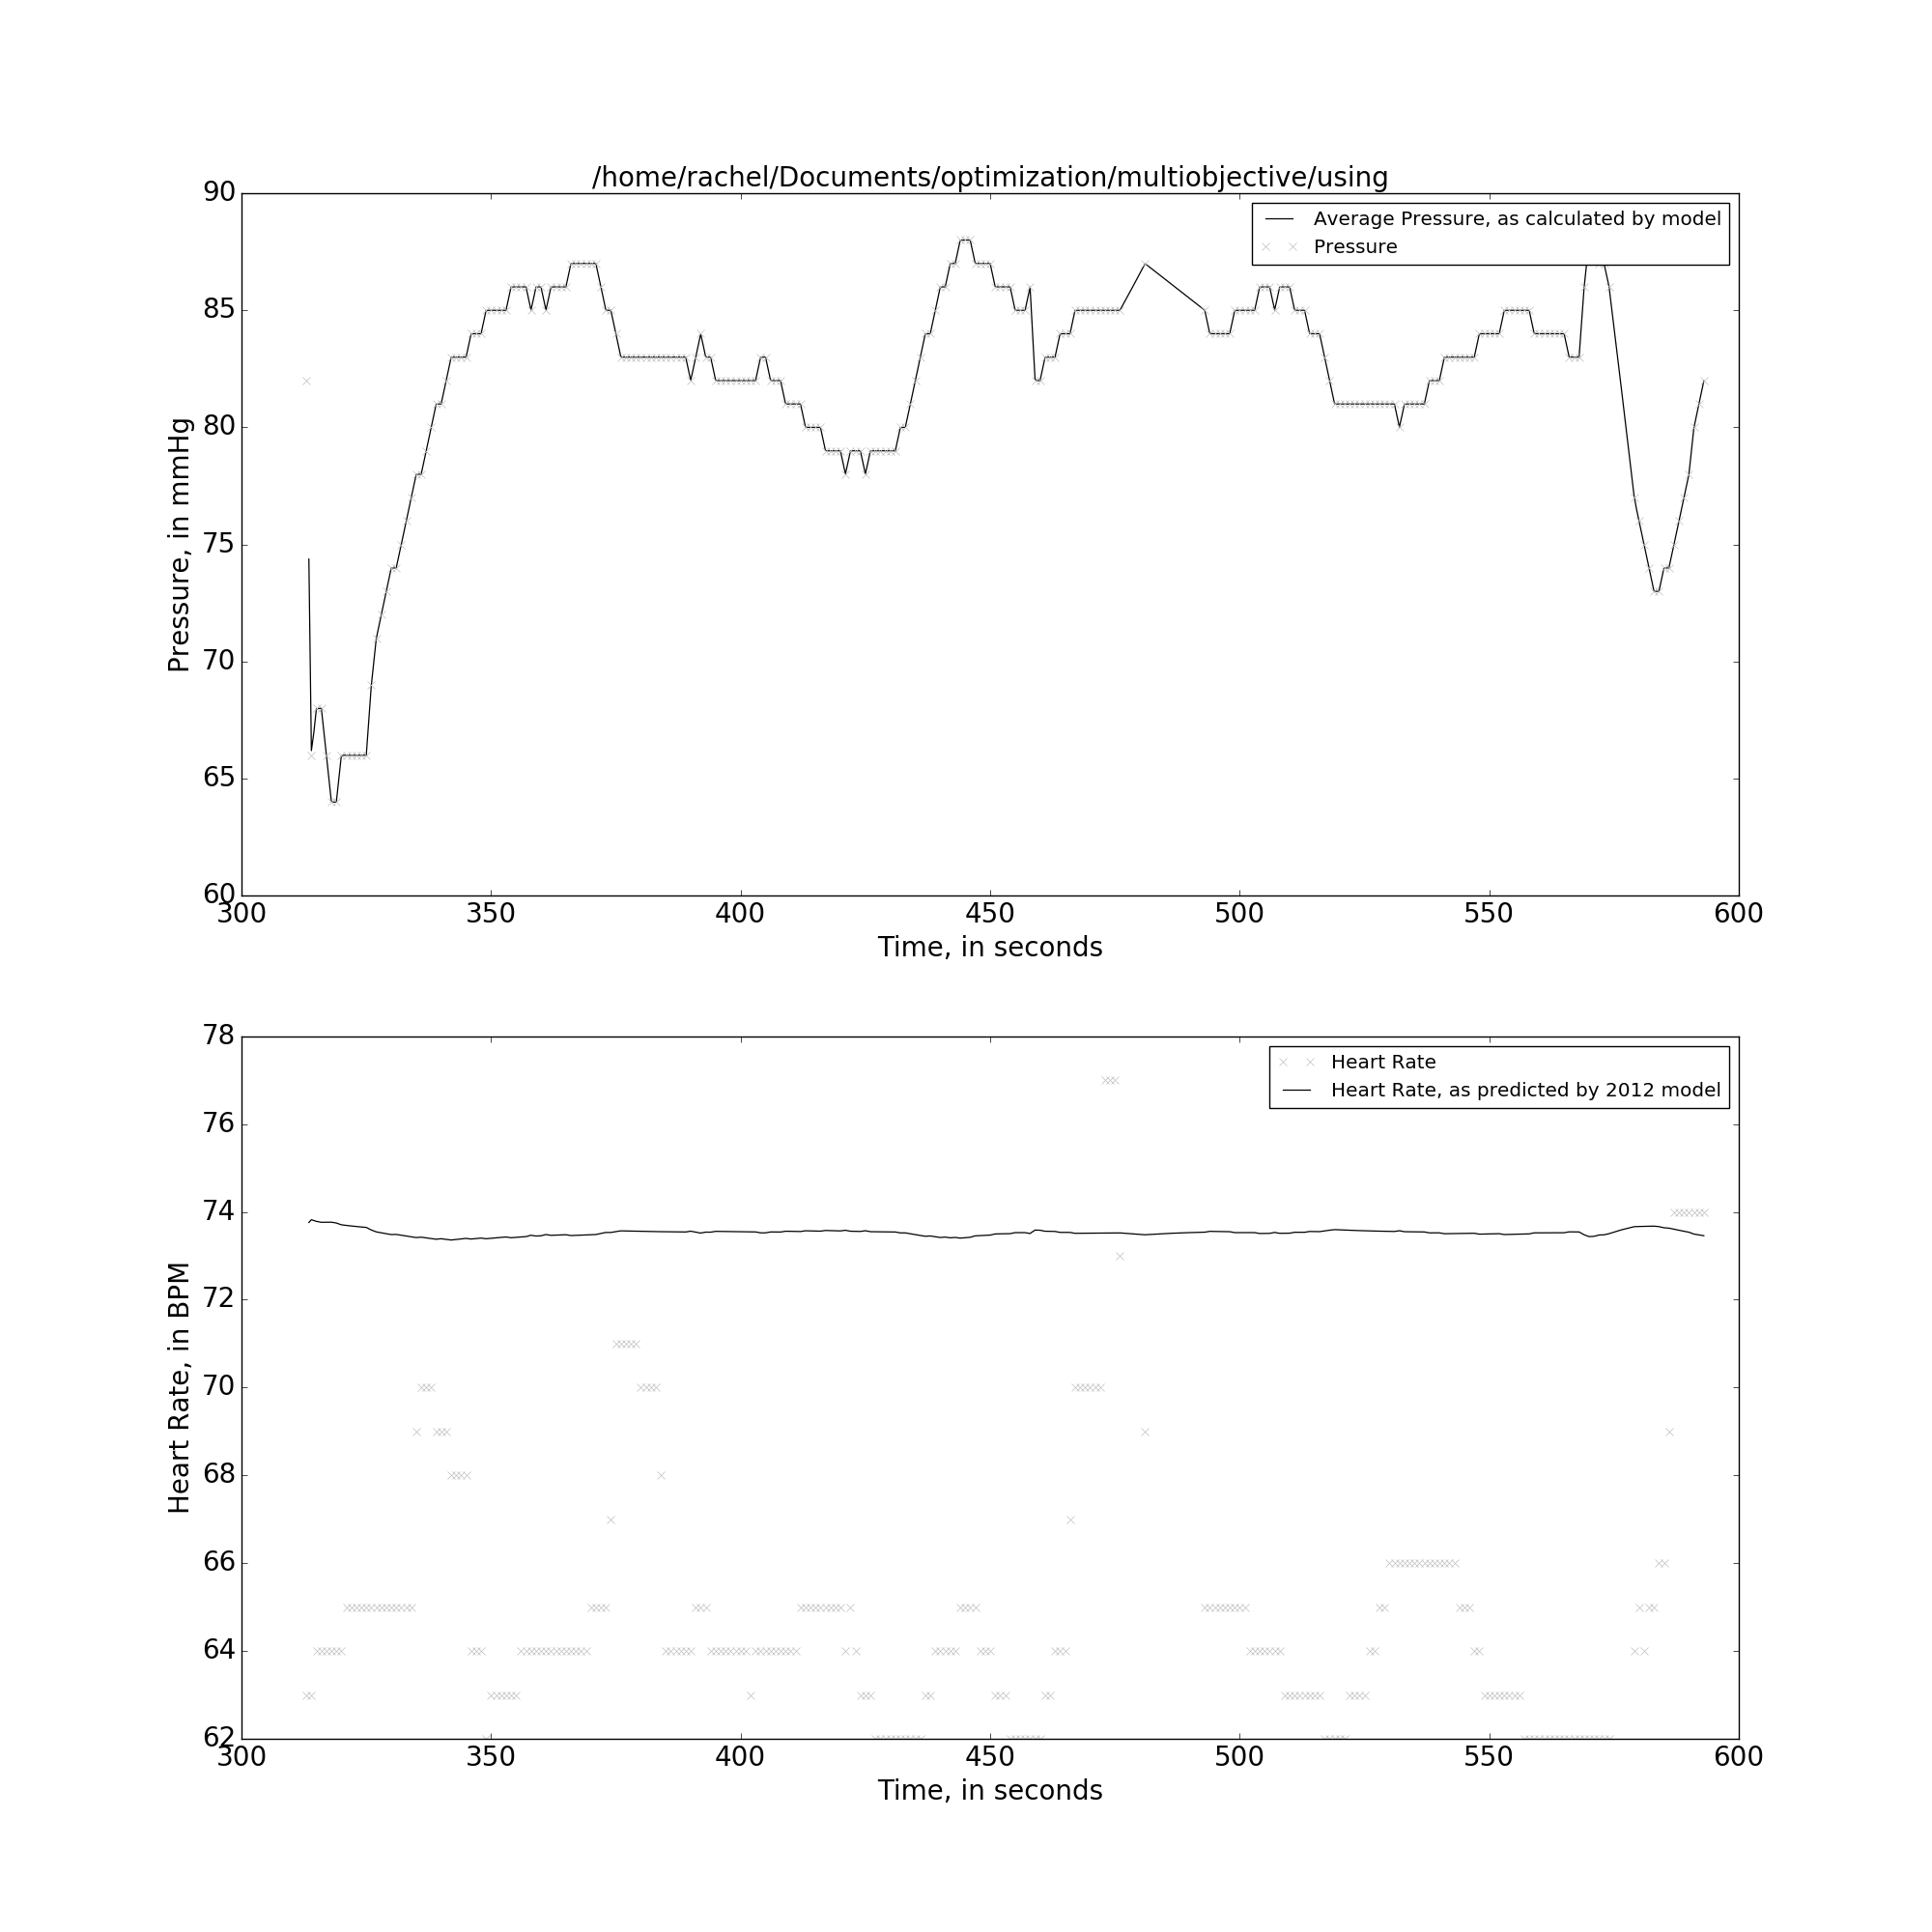 /home/rachel/Documents/optimization/multiobjective/using
90
85
80
75
70
65
60
Pressure, in mmHg
Average Pressure, as calculated by model
Pressure
300 350 400 450 500 550 600
Time, in seconds
78
76
74
72
70
68
66
64
62
Heart Rate, in BPM
Heart Rate
Heart Rate, as predicted by 2012 model
300 350 400 450 500 550 600
Time, in seconds